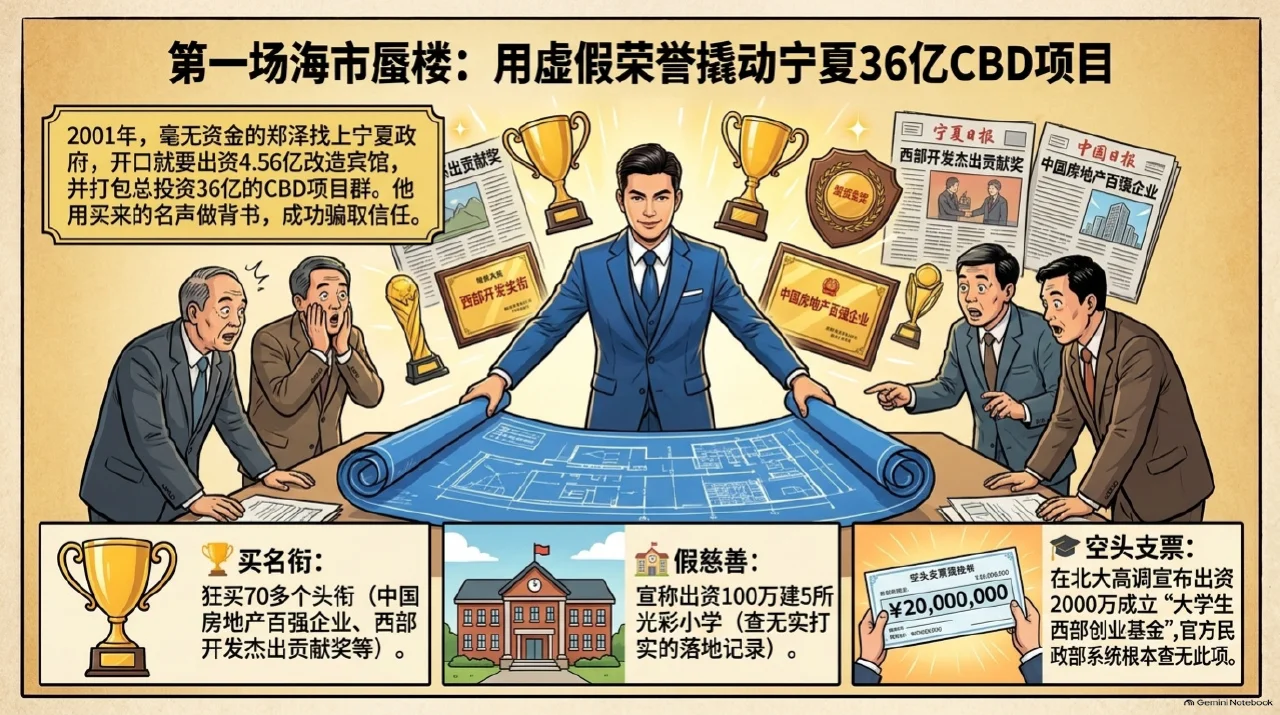 第一场海市蜃楼：用虚假荣誉撬动宁夏36亿CBD项目
2001年，毫无资金的郑泽找上宁夏政
府，开口就要出资4.56亿改造宾馆，
并打包总投资36亿的CBD项目群。他
用买来的名声做背书，成功骗取信任。
杰出贡献奖
宁夏日报
西部开发杰出贡献奖
中国日报
中国房地产百强企业
西部开发奖衔
中国房地产百强企业
买名衔：
狂买70多个头衔（中国
房地产百强企业、西部
开发杰出贡献奖等）。
假慈善：
宣称出资100万建5所
光彩小学（查无实打
实的落地记录）。
¥20,000,000
空头支票：
在北大高调宣布出资
2000万成立“大学生
西部创业基金”,官方民
政部系统根本查无此项。
Gemini Notebook